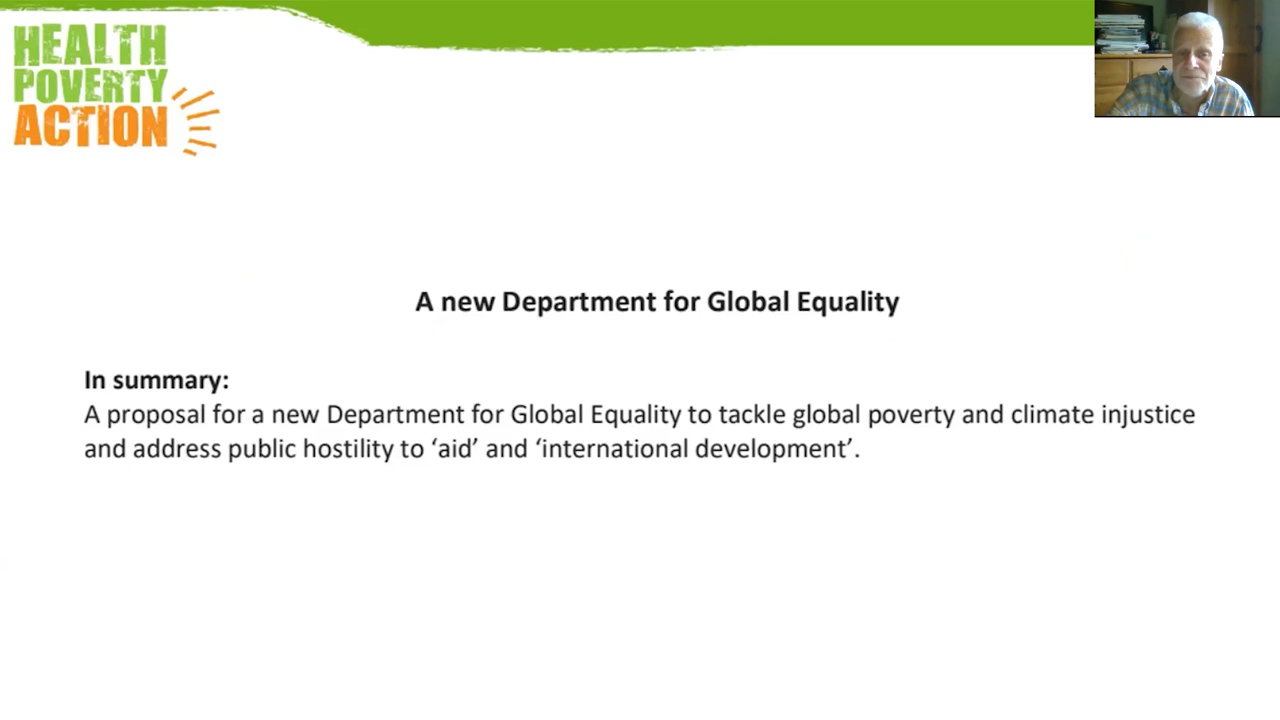 HEALTH
POVERTY
ACTION
A new Department for Global Equality
In summary:
A proposal for a new Department for Global Equality to tackle global poverty and climate injustice
and address public hostility to ‘aid’ and ‘international development’.